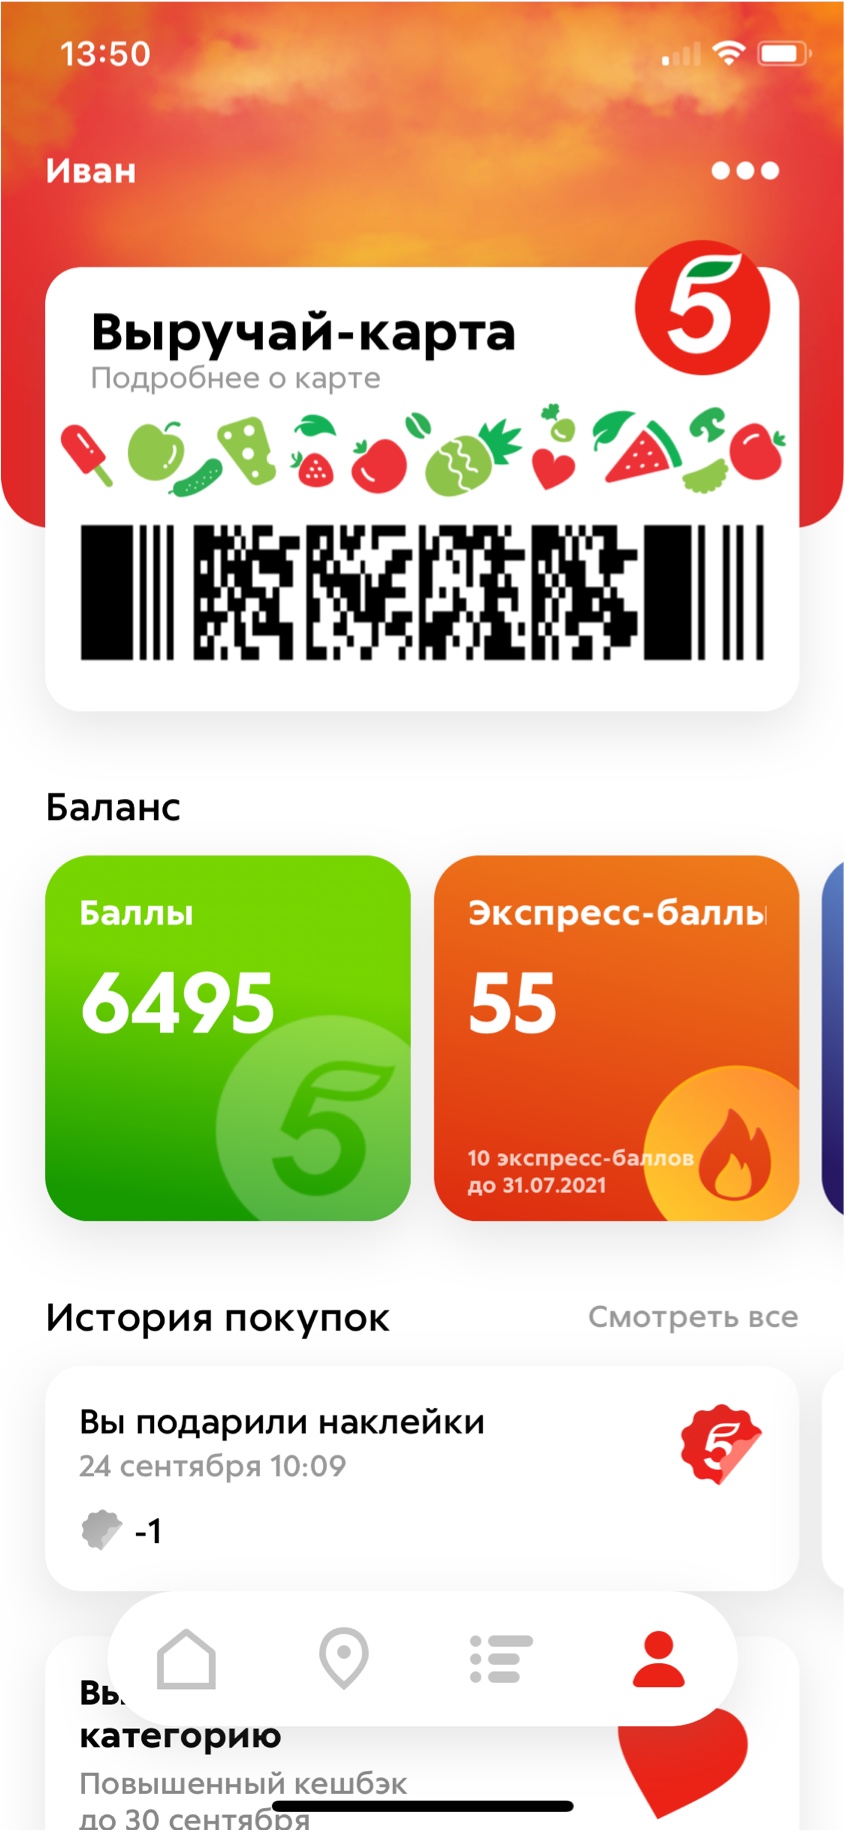 13:50
Иван
Выручай-карта
5
Подробнее о карте
Баланс
Баллы
6495
5
Экспресс-баллы
55
10 экспресс-баллов
до 31.07.2021
История покупок
Смотреть все
Вы подарили наклейки
24 сентября 10:09
5
-1
категорию
Повышенный кешбэк
до 30 сентября